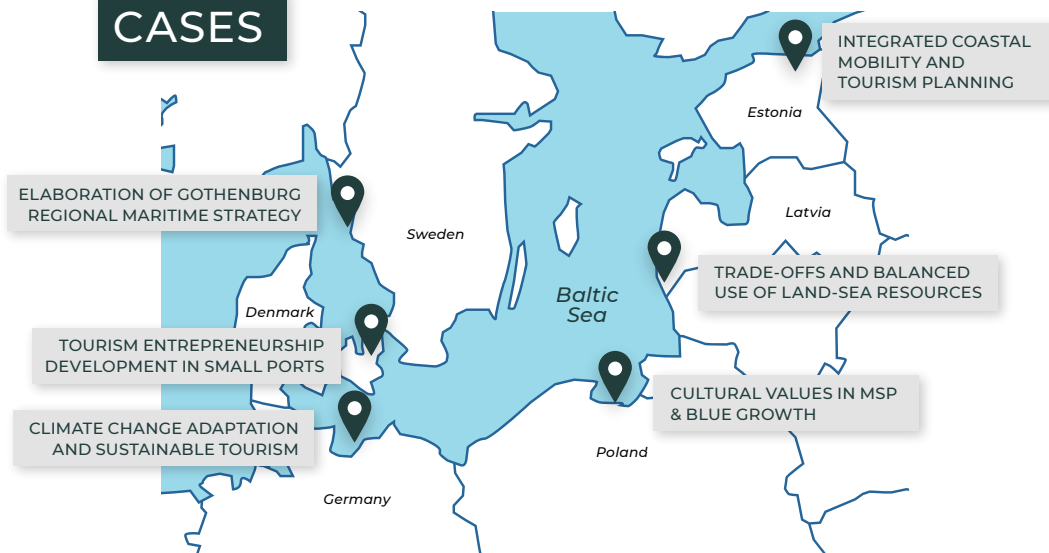 CASES
INTEGRATED COASTAL
MOBILITY AND
TOURISM PLANNING
Estonia
ELABORATION OF GOTHENBURG
REGIONAL MARITIME STRATEGY
Latvia
Sweden
TRADE-OFFS AND BALANCED
USE OF LAND-SEA RESOURCES
Baltic
Sea
Denmark
TOURISM ENTREPRENEURSHIP
DEVELOPMENT IN SMALL PORTS
CULTURAL VALUES IN MSP
& BLUE GROWTH
CLIMATE CHANGE ADAPTATION
AND SUSTAINABLE TOURISM
Poland
Germany